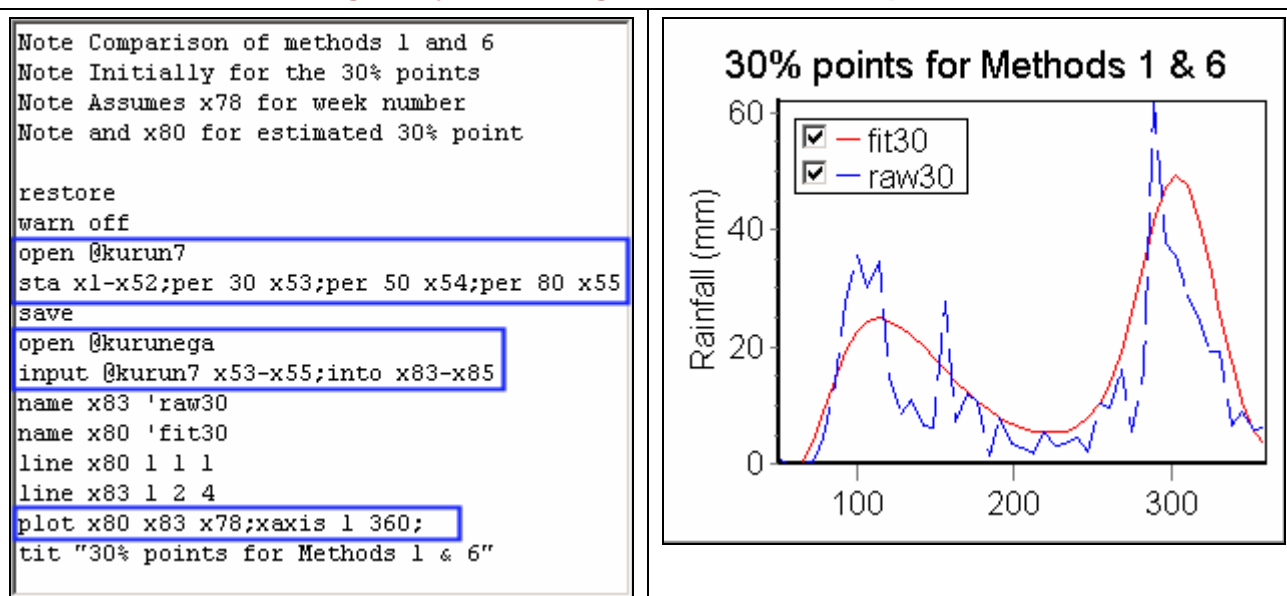 Note Comparison of methods 1 and 6
Note Initially for the 30% points
Note Assumes x78 for week number
Note and x80 for estimated 30% point
restore
warn off
open @kurun7
sta x1-x52;per 30 x53;per 50 x54;per 80 x55
save
open @kurunega
input @kurun7 x53-x55;into x83-x85
name x83 'raw30
name x80 'fit30
line x80 1 1 1
line x83 1 2 4
plot x80 x83 x78;xaxis 1 360;
tit "30% points for Methods 1 & 6"
30% points for Methods 1 & 6
fit30
raw30
Rainfall (mm)
60
40
20
0
100
200
300